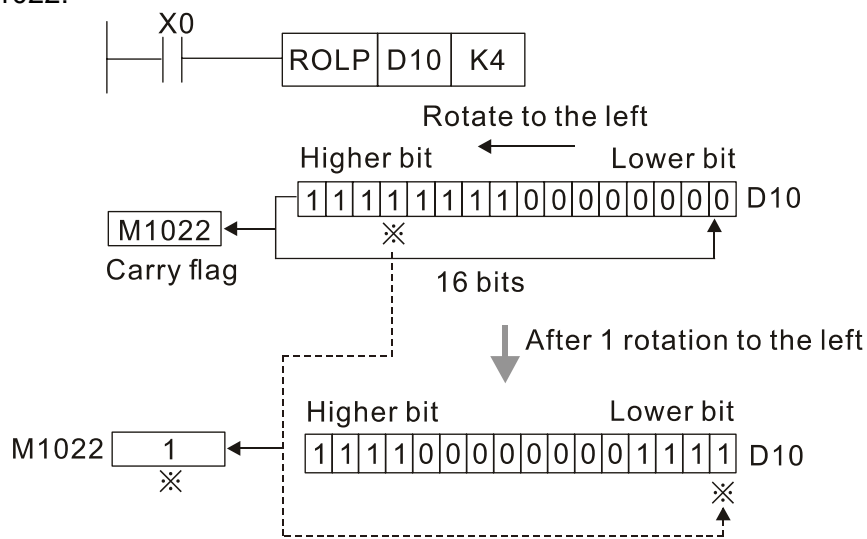 1022.
X0
ROLP D10 K4
Rotate to the left
Higher bit Lower bit
1 1 1 1 1 1 1 1 0 0 0 0 0 0 0 0 D10
M1022
※
Carry flag
16 bits
After 1 rotation to the left
Higher bit Lower bit
M1022 1 1 1 1 1 0 0 0 0 0 0 0 0 1 1 1 1 D10
※ ※